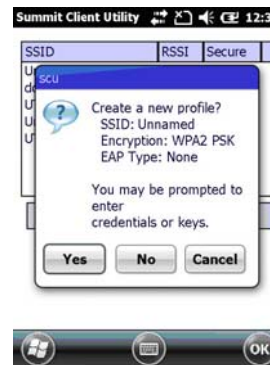 Summit Client Utility 12:3
SSID RSSI Secure
scu
Create a new profile?
SSID: Unnamed
Encryption: WPA2 PSK
EAP Type: None
You may be prompted to
enter
credentials or keys.
Yes No Cancel
OK